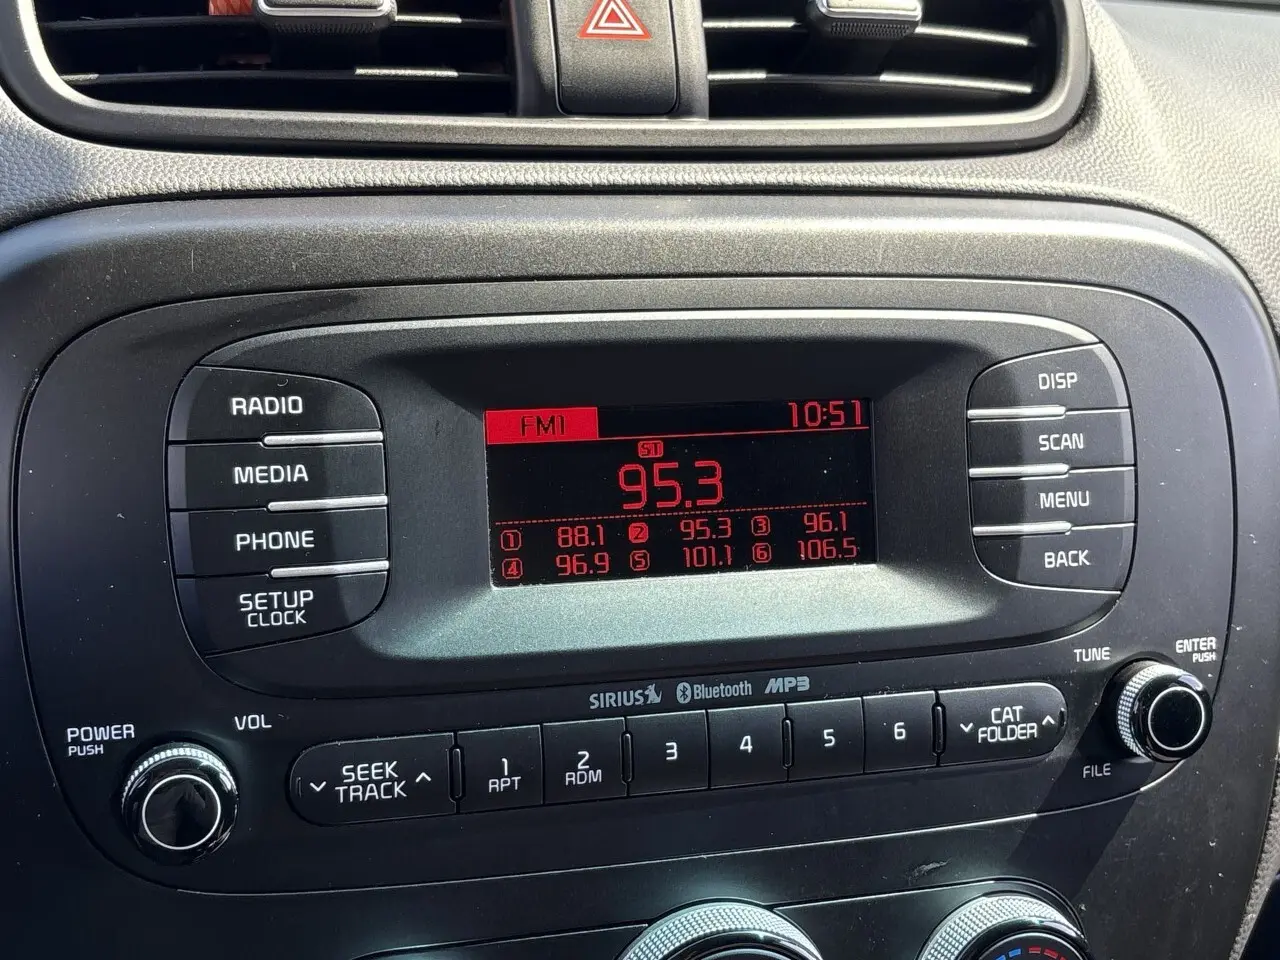 FM1 10:51
ST
95.3
1 88.1 2 95.3 3 96.1
4 96.9 5 101.1 6 106.5
RADIO
MEDIA
PHONE
SETUP
CLOCK
DISP
SCAN
MENU
BACK
SIRIUS Bluetooth MP3
POWER
PUSH
VOL
SEEK
TRACK
1
RPT
2
RDM
3
4
5
6
CAT
FOLDER
TUNE
FILE
ENTER
PUSH